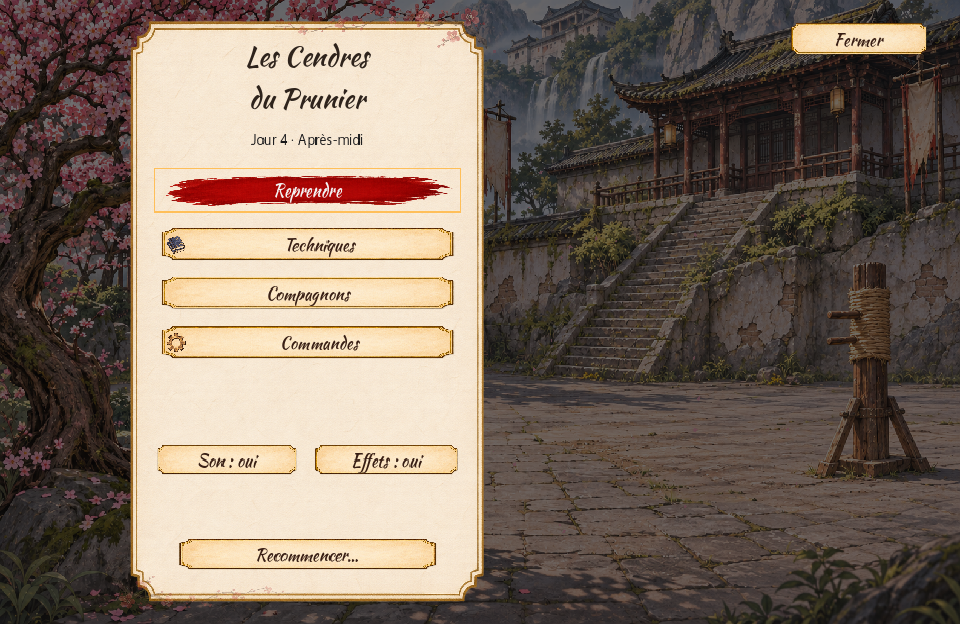 Les Cendres
du Prunier
Jour 4 · Après-midi
Reprendre
Techniques
Compagnons
Commandes
Son : oui
Effets : oui
Recommencer...
Fermer